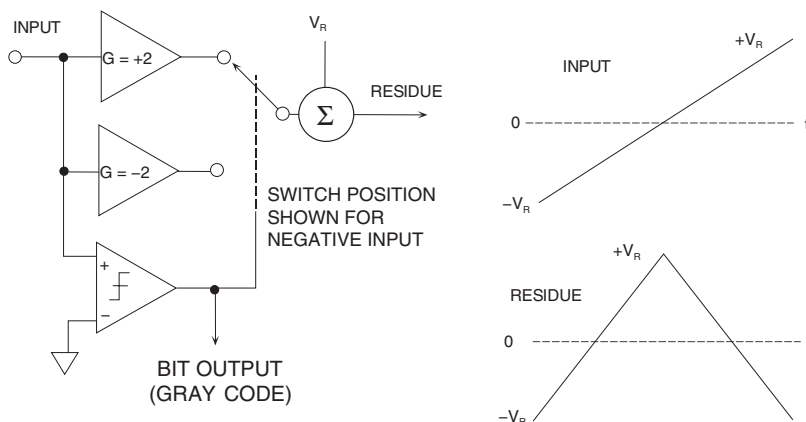 INPUT
V_R
G = +2
RESIDUE
Σ
G = −2
SWITCH POSITION
SHOWN FOR
NEGATIVE INPUT
+
−
BIT OUTPUT
(GRAY CODE)
+V_R
INPUT
0
−V_R
+V_R
RESIDUE
0
−V_R